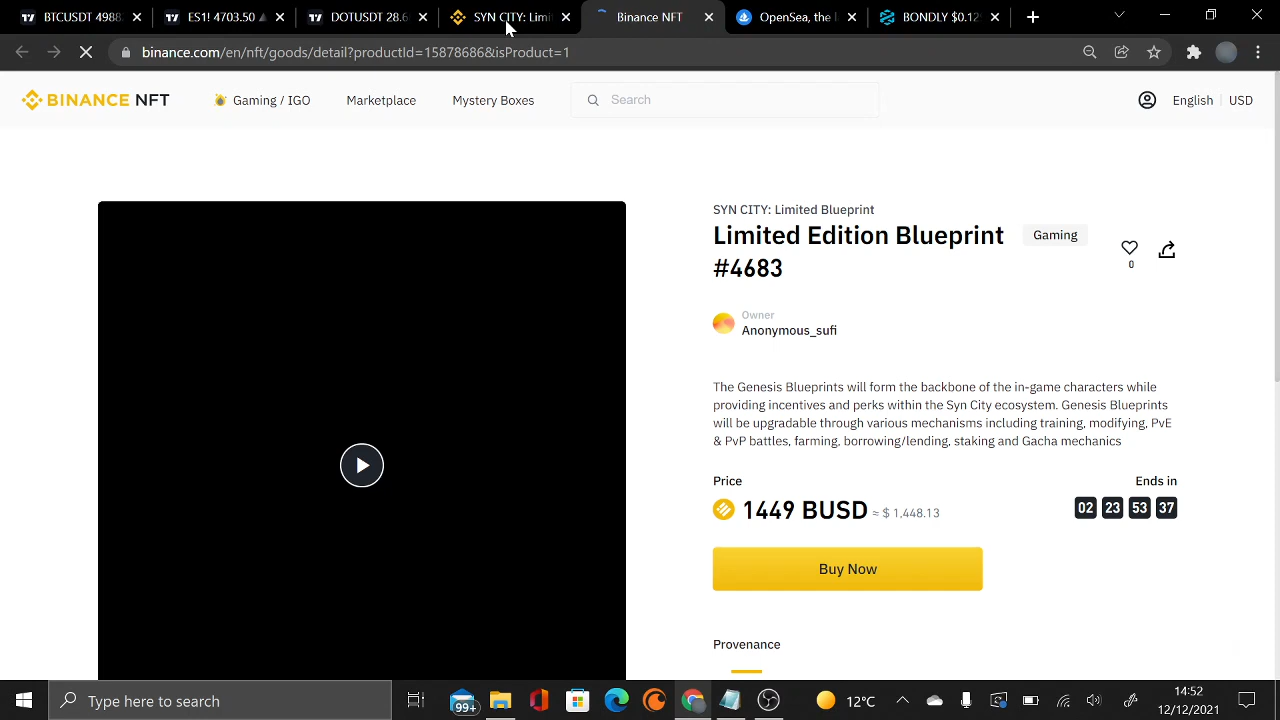 BTCUSDT 4988
ES1! 4703.50
DOTUSDT 28.6
SYN CITY: Limi
Binance NFT
OpenSea, the l
BONDLY $0.129
binance.com/en/nft/goods/detail?productId=15878686&isProduct=1
BINANCE NFT
Gaming / IGO
Marketplace
Mystery Boxes
Search
English | USD
SYN CITY: Limited Blueprint
Limited Edition Blueprint
#4683
Gaming
0
Owner
Anonymous_sufi
The Genesis Blueprints will form the backbone of the in-game characters while
providing incentives and perks within the Syn City ecosystem. Genesis Blueprints
will be upgradable through various mechanisms including training, modifying, PvE
& PvP battles, farming, borrowing/lending, staking and Gacha mechanics
Price
Ends in
1449 BUSD ≈ $ 1,448.13
02 23 53 37
Buy Now
Provenance
Type here to search
99+
12°C
14:52
12/12/2021